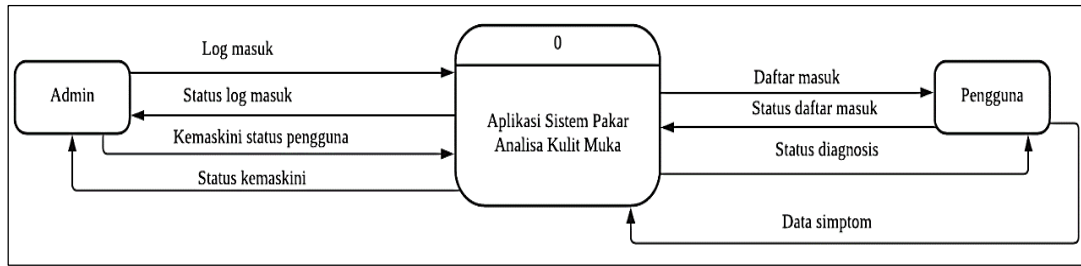 Admin
Log masuk
Status log masuk
Kemaskini status pengguna
Status kemaskini
0
Aplikasi Sistem Pakar
Analisa Kulit Muka
Daftar masuk
Status daftar masuk
Status diagnosis
Data simptom
Pengguna